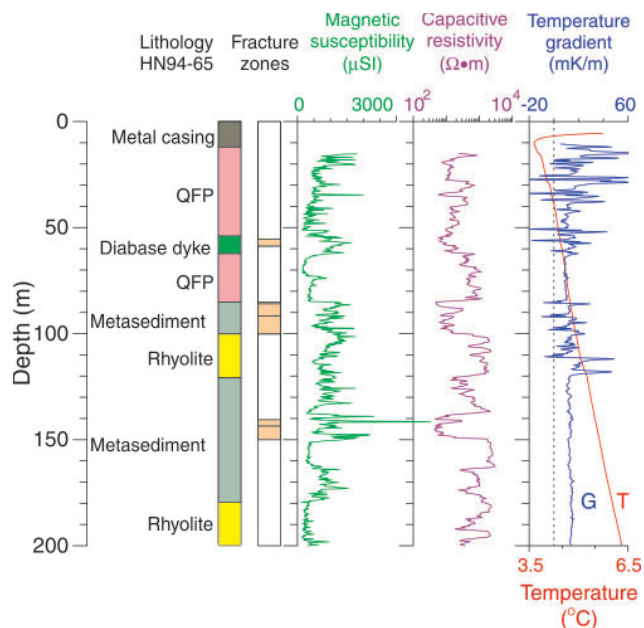 Lithology
HN94-65
Fracture
zones
Magnetic
susceptibility
(μSI)
Capacitive
resistivity
(Ω•m)
Temperature
gradient
(mK/m)
0 3000 10² 10⁴ -20 60
0
50
100
150
200
Depth (m)
Metal casing
QFP
Diabase dyke
QFP
Metasediment
Rhyolite
Metasediment
Rhyolite
G T
3.5 6.5
Temperature
(°C)